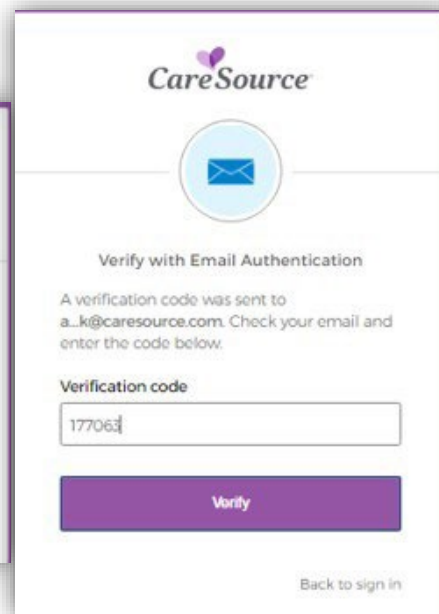 CareSource
Verify with Email Authentication
A verification code was sent to
a...k@caresource.com. Check your email and
enter the code below.
Verification code
177063
Verify
Back to sign in